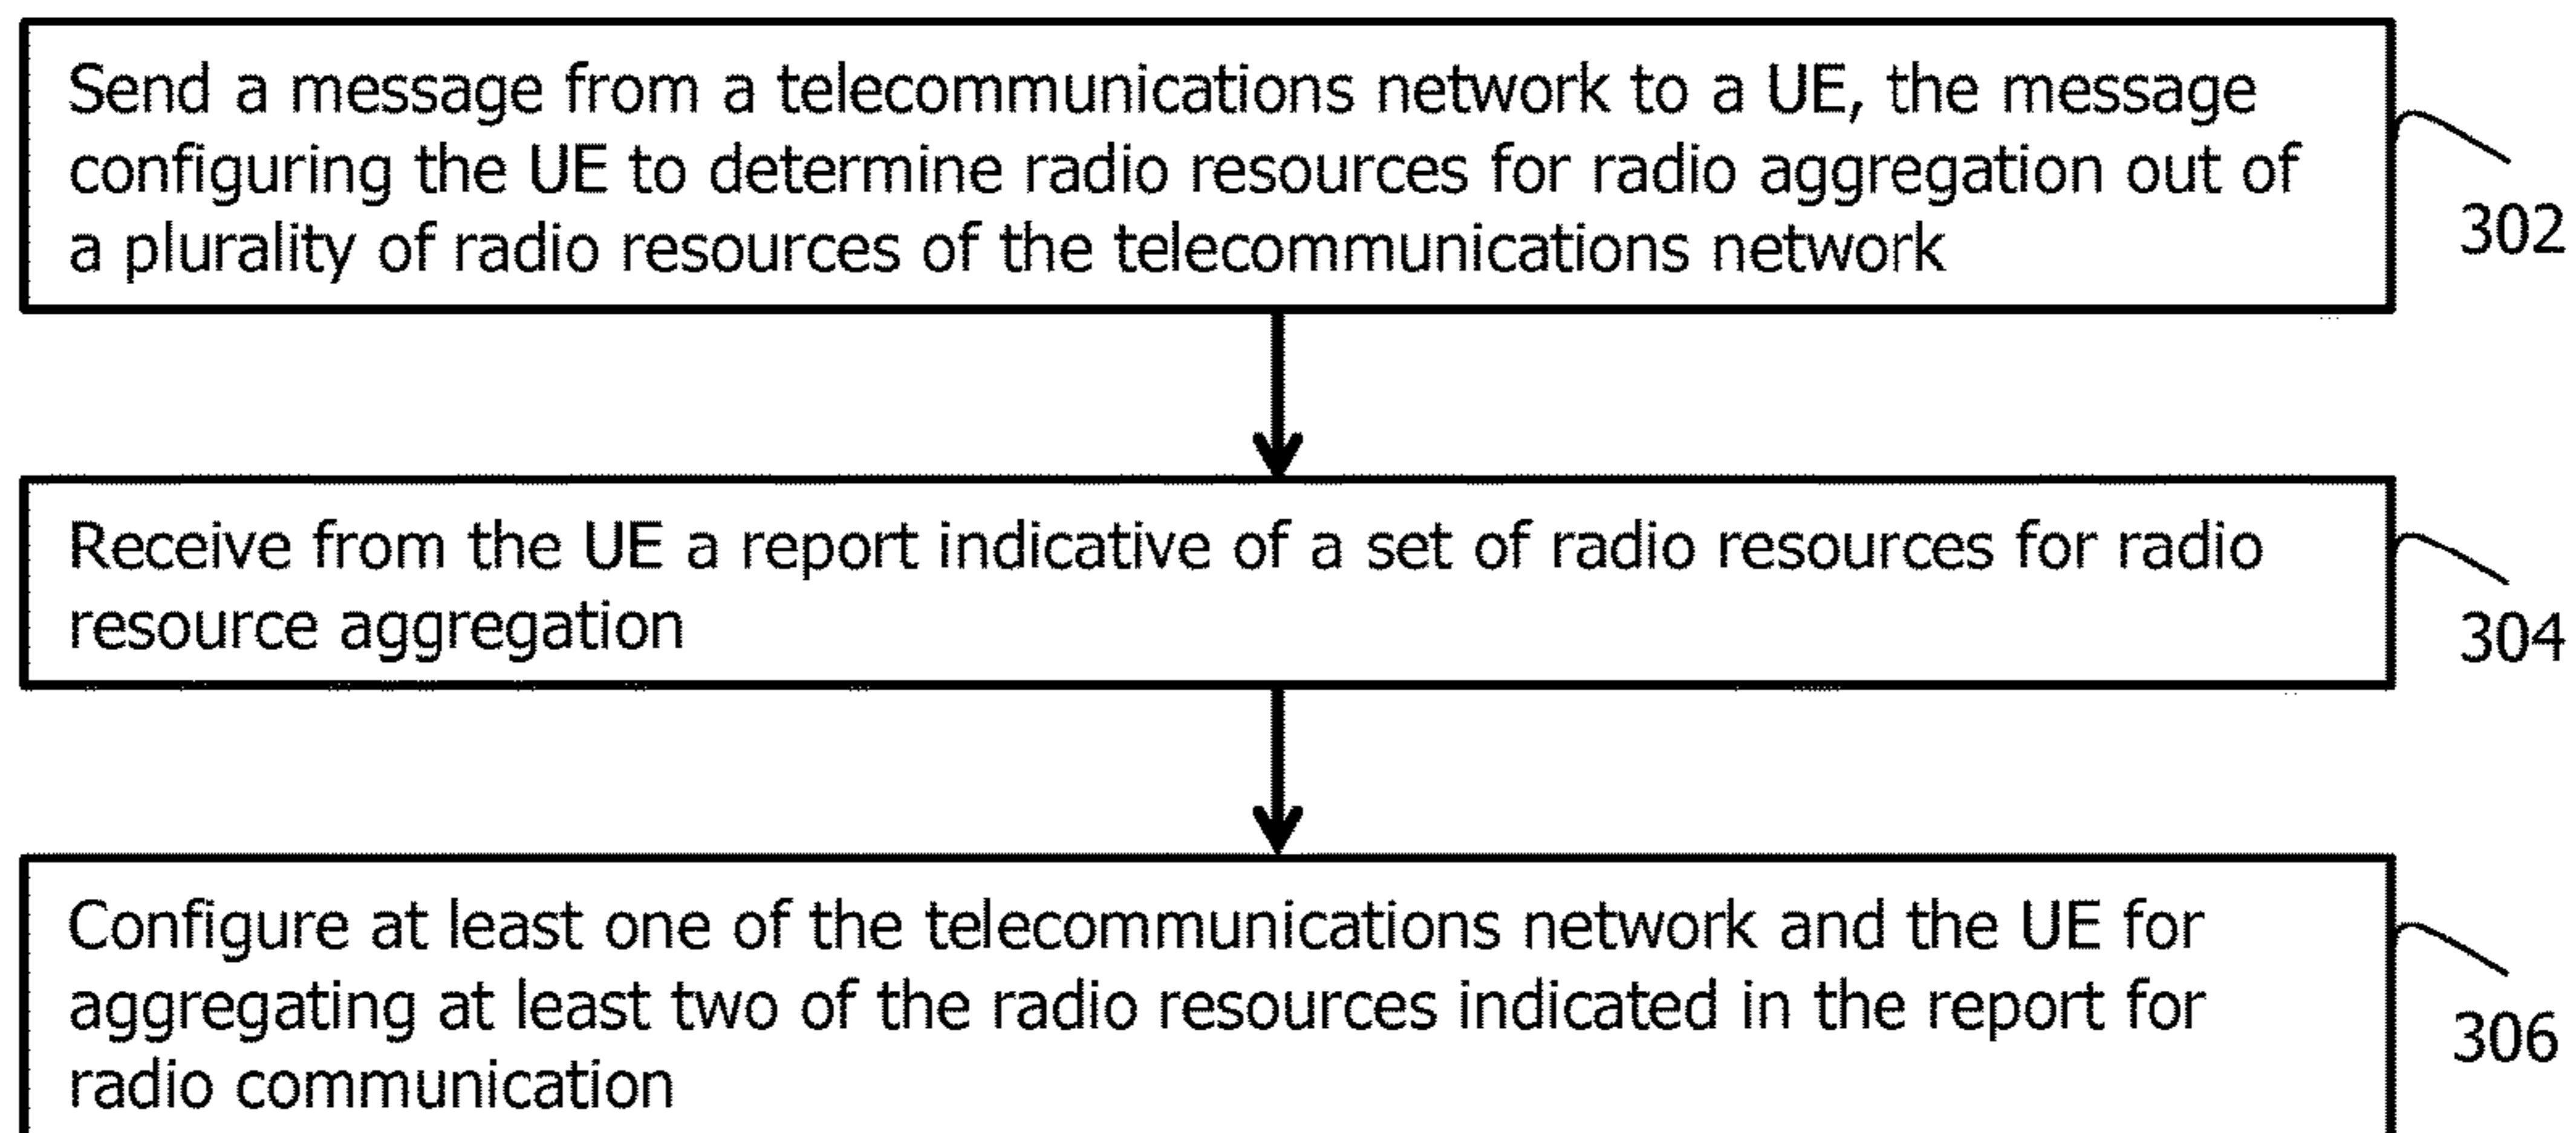 Send a message from a telecommunications network to a UE, the message
configuring the UE to determine radio resources for radio aggregation out of
a plurality of radio resources of the telecommunications network
302
Receive from the UE a report indicative of a set of radio resources for radio
resource aggregation
304
Configure at least one of the telecommunications network and the UE for
aggregating at least two of the radio resources indicated in the report for
radio communication
306